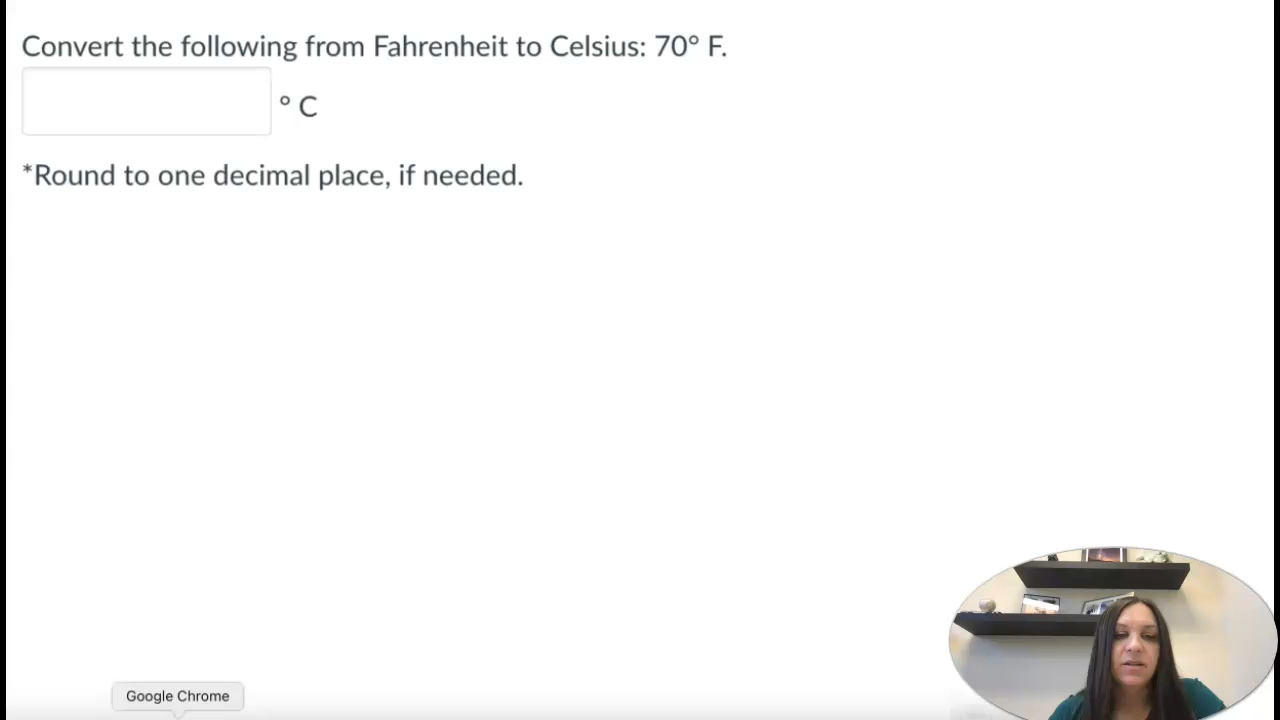 Convert the following from Fahrenheit to Celsius: 70° F.
° C
*Round to one decimal place, if needed.
Google Chrome